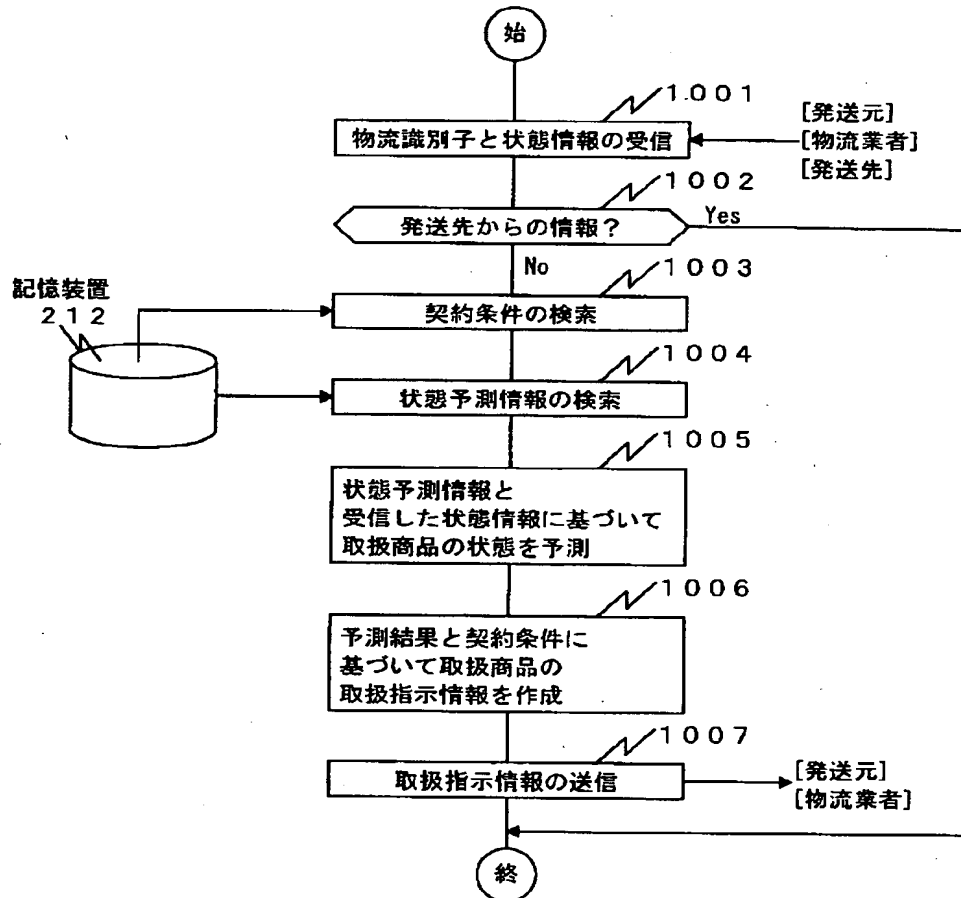 始
1001
物流識別子と状態情報の受信
[発送元]
[物流業者]
[発送先]
1002
発送先からの情報？
Yes
No
1003
記憶装置
212
契約条件の検索
1004
状態予測情報の検索
1005
状態予測情報と
受信した状態情報に基づいて
取扱商品の状態を予測
1006
予測結果と契約条件に
基づいて取扱商品の
取扱指示情報を作成
1007
取扱指示情報の送信
[発送元]
[物流業者]
終